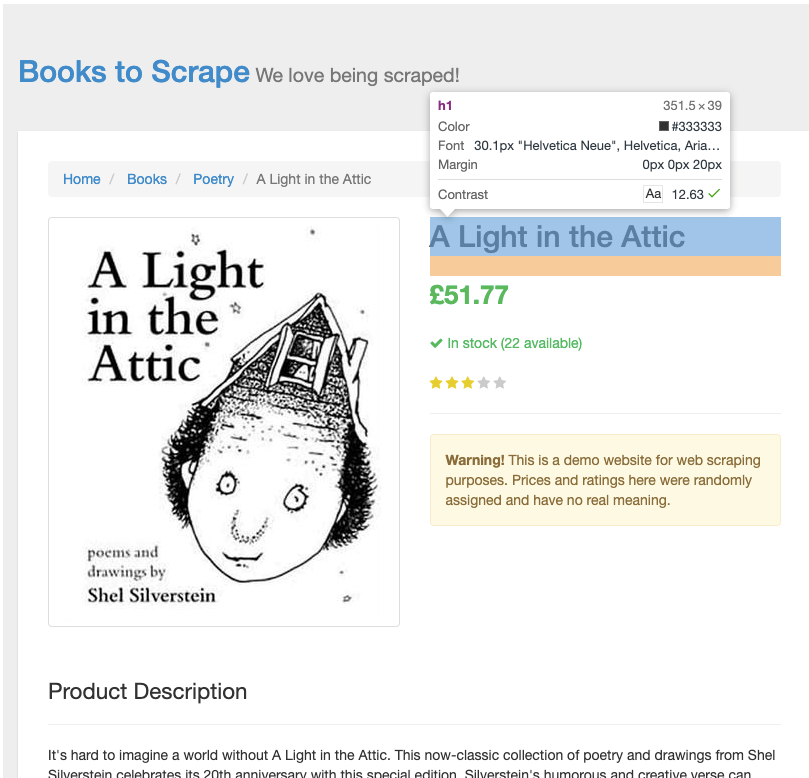 Books to Scrape We love being scraped!
h1 351.5 × 39
Color #333333
Font 30.1px "Helvetica Neue", Helvetica, Aria…
Margin 0px 0px 20px
Contrast Aa 12.63 ✓
Home / Books / Poetry / A Light in the Attic
A Light in the Attic
£51.77
In stock (22 available)
Warning! This is a demo website for web scraping
purposes. Prices and ratings here were randomly
assigned and have no real meaning.
A Light
in the
Attic
poems and
drawings by
Shel Silverstein
Product Description
It's hard to imagine a world without A Light in the Attic. This now-classic collection of poetry and drawings from Shel
Silverstein celebrates its 20th anniversary with this special edition. Silverstein's humorous and creative verse can